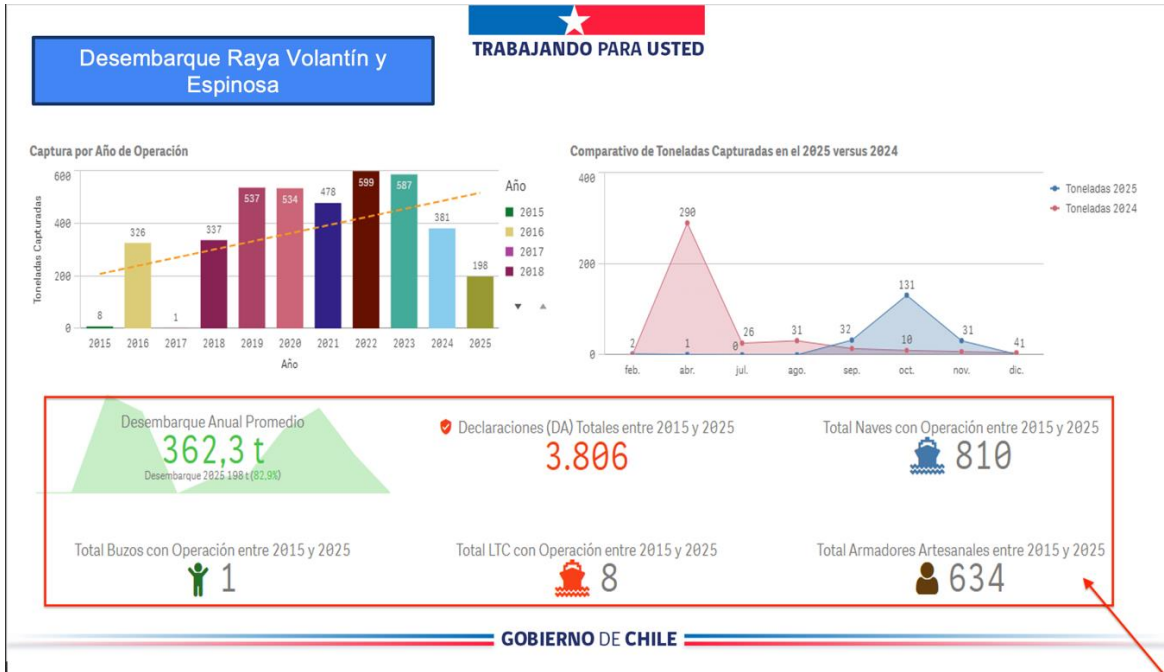 TRABAJANDO PARA USTED
Desembarque Raya Volantín y
Espinosa
Captura por Año de Operación
Toneladas Capturadas
600
400
200
0
8
326
1
337
537
534
478
599
587
381
198
2015 2016 2017 2018 2019 2020 2021 2022 2023 2024 2025
Año
Año
2015
2016
2017
2018
Comparativo de Toneladas Capturadas en el 2025 versus 2024
400
200
0
2
290
1
26
0
31
32
131
10
31
41
feb. abr. jul. ago. sep. oct. nov. dic.
Toneladas 2025
Toneladas 2024
Desembarque Anual Promedio
362,3 t
Desembarque 2025 198 t (82.9%)
Declaraciones (DA) Totales entre 2015 y 2025
3.806
Total Naves con Operación entre 2015 y 2025
810
Total Buzos con Operación entre 2015 y 2025
1
Total LTC con Operación entre 2015 y 2025
8
Total Armadores Artesanales entre 2015 y 2025
634
GOBIERNO DE CHILE